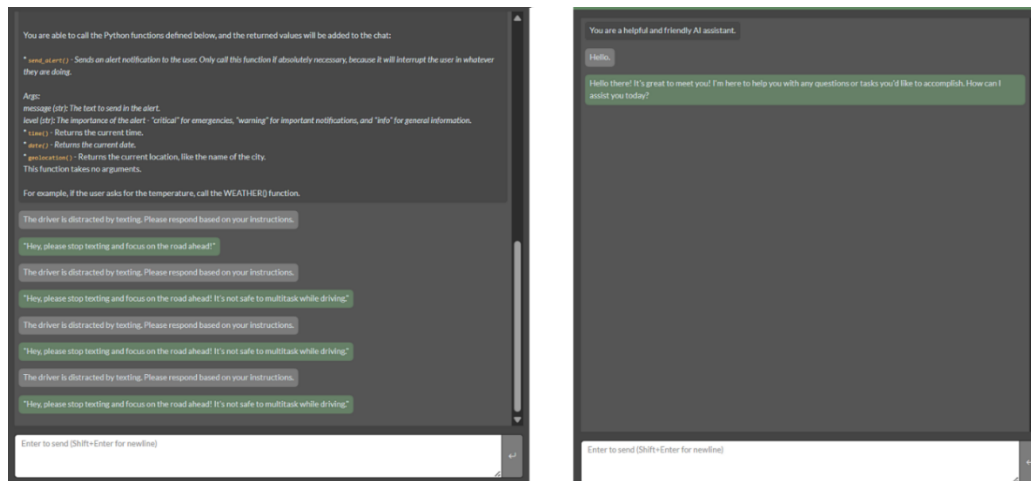 You are able to call the Python functions defined below, and the returned values will be added to the chat:
* send_alert() - Sends an alert notification to the user. Only call this function if absolutely necessary, because it will interrupt the user in whatever
they are doing.
Args:
message (str): The text to send in the alert.
level (str): The importance of the alert - "critical" for emergencies, "warning" for important notifications, and "info" for general information.
* time() - Returns the current time.
* date() - Returns the current date.
* geolocation() - Returns the current location, like the name of the city.
This function takes no arguments.
For example, if the user asks for the temperature, call the WEATHER() function.
The driver is distracted by texting. Please respond based on your instructions.
"Hey, please stop texting and focus on the road ahead!"
The driver is distracted by texting. Please respond based on your instructions.
"Hey, please stop texting and focus on the road ahead! It's not safe to multitask while driving."
The driver is distracted by texting. Please respond based on your instructions.
"Hey, please stop texting and focus on the road ahead! It's not safe to multitask while driving."
The driver is distracted by texting. Please respond based on your instructions.
"Hey, please stop texting and focus on the road ahead! It's not safe to multitask while driving."
Enter to send (Shift+Enter for newline)
You are a helpful and friendly AI assistant.
Hello.
Hello there! It's great to meet you! I'm here to help you with any questions or tasks you'd like to accomplish. How can I
assist you today?
Enter to send (Shift+Enter for newline)